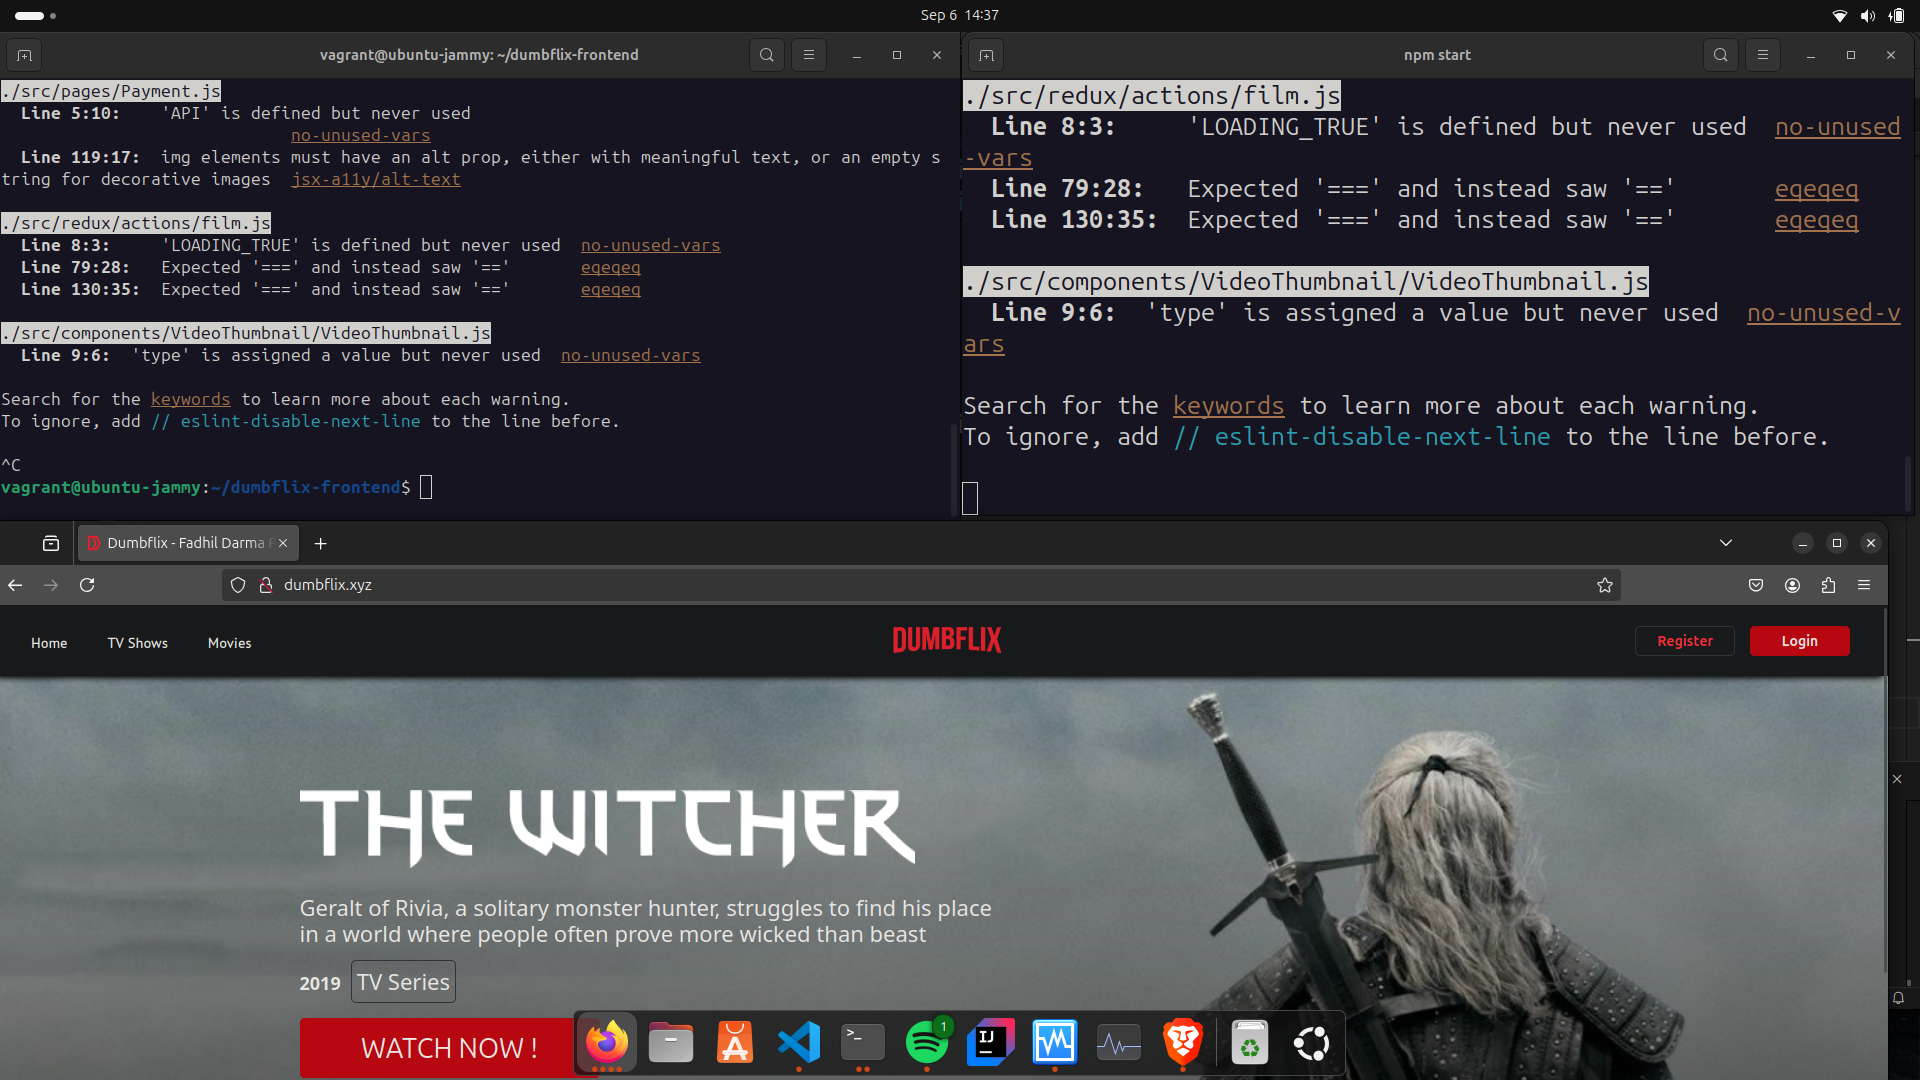 Sep 6 14:37
vagrant@ubuntu-jammy: ~/dumbflix-frontend
./src/pages/Payment.js
Line 5:10: 'API' is defined but never used
no-unused-vars
Line 119:17: img elements must have an alt prop, either with meaningful text, or an empty s
tring for decorative images jsx-a11y/alt-text
./src/redux/actions/film.js
Line 8:3: 'LOADING_TRUE' is defined but never used no-unused-vars
Line 79:28: Expected '===' and instead saw '==' eqeqeq
Line 130:35: Expected '===' and instead saw '==' eqeqeq
./src/components/VideoThumbnail/VideoThumbnail.js
Line 9:6: 'type' is assigned a value but never used no-unused-vars
Search for the keywords to learn more about each warning.
To ignore, add // eslint-disable-next-line to the line before.
^C
vagrant@ubuntu-jammy:~/dumbflix-frontend$
npm start
./src/redux/actions/film.js
Line 8:3: 'LOADING_TRUE' is defined but never used no-unused
-vars
Line 79:28: Expected '===' and instead saw '==' eqeqeq
Line 130:35: Expected '===' and instead saw '==' eqeqeq
./src/components/VideoThumbnail/VideoThumbnail.js
Line 9:6: 'type' is assigned a value but never used no-unused-v
ars
Search for the keywords to learn more about each warning.
To ignore, add // eslint-disable-next-line to the line before.
Dumbflix - Fadhil Darma
dumbflix.xyz
Home TV Shows Movies DUMBFLIX Register Login
THE WITCHER
Geralt of Rivia, a solitary monster hunter, struggles to find his place
in a world where people often prove more wicked than beast
2019 TV Series
WATCH NOW !
1
IJ